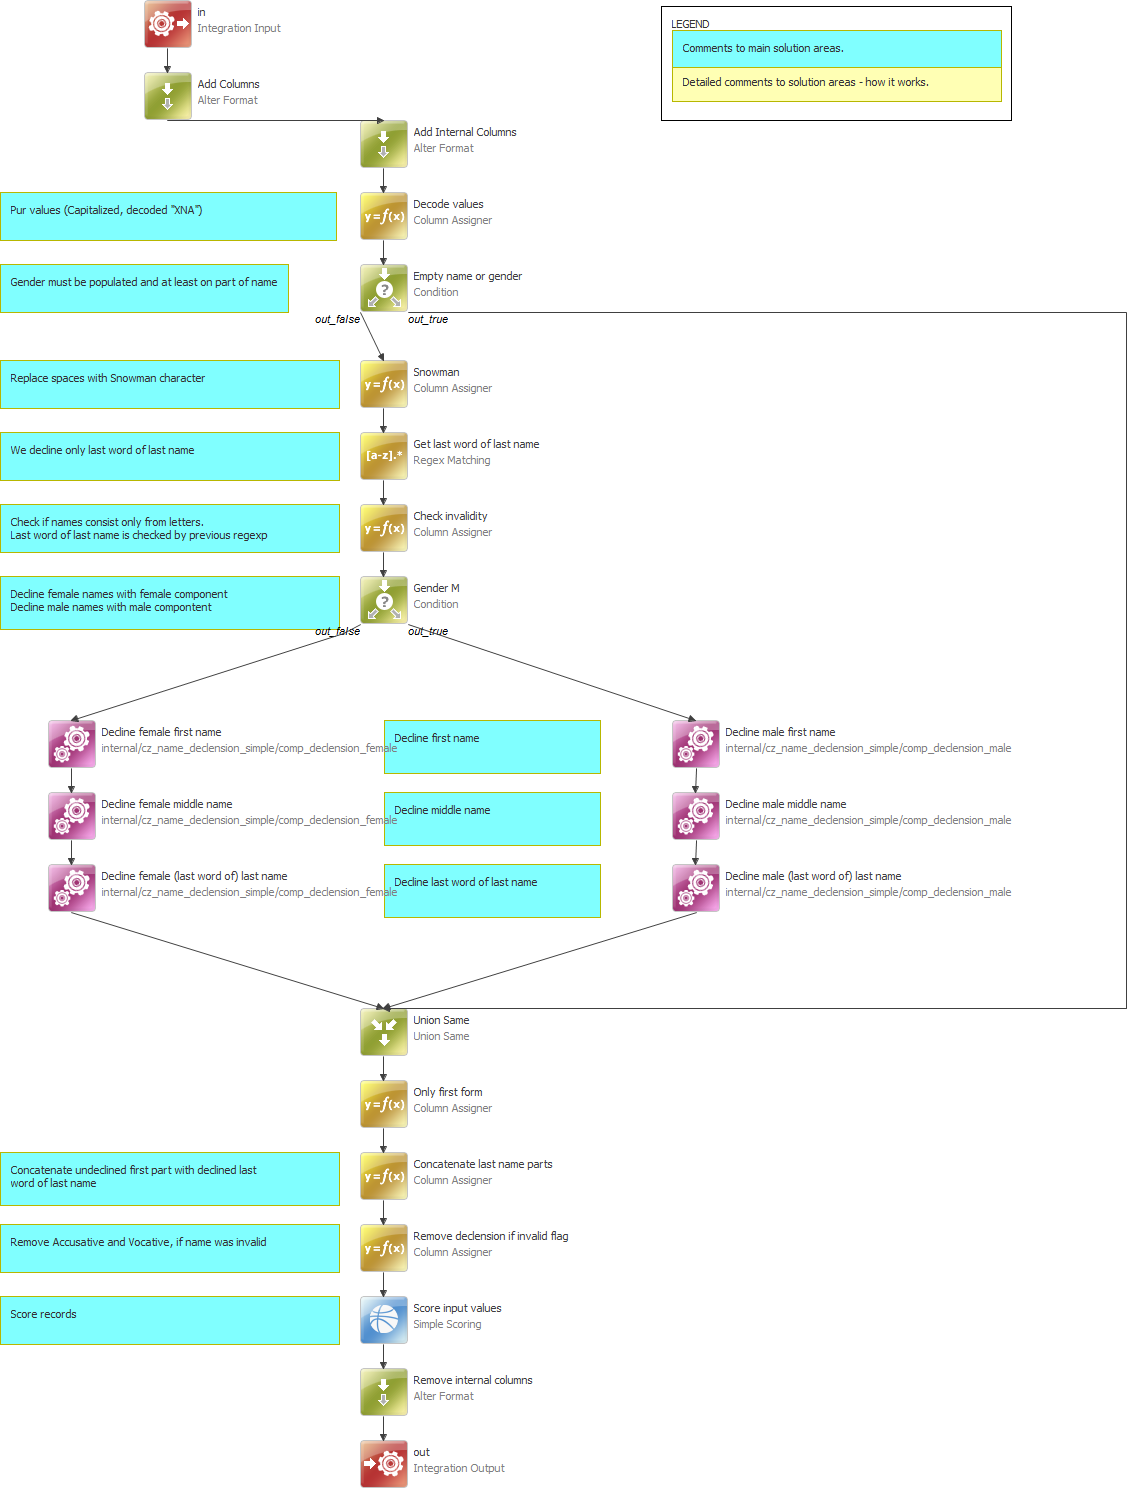 in
Integration Input
LEGEND
Comments to main solution areas.
Detailed comments to solution areas - how it works.
Add Columns
Alter Format
Add Internal Columns
Alter Format
Pur values (Capitalized, decoded "XNA")
y=f(x)
Decode values
Column Assigner
Gender must be populated and at least on part of name
?
Empty name or gender
Condition
out_false
out_true
Replace spaces with Snowman character
y=f(x)
Snowman
Column Assigner
We decline only last word of last name
[a-z].*
Get last word of last name
Regex Matching
Check if names consist only from letters.
Last word of last name is checked by previous regexp
y=f(x)
Check invalidity
Column Assigner
Decline female names with female component
Decline male names with male compontent
?
Gender M
Condition
out_false
out_true
Decline female first name
internal/cz_name_declension_simple/comp_declension_female
Decline first name
Decline male first name
internal/cz_name_declension_simple/comp_declension_male
Decline female middle name
internal/cz_name_declension_simple/comp_declension_female
Decline middle name
Decline male middle name
internal/cz_name_declension_simple/comp_declension_male
Decline female (last word of) last name
internal/cz_name_declension_simple/comp_declension_female
Decline last word of last name
Decline male (last word of) last name
internal/cz_name_declension_simple/comp_declension_male
Union Same
Union Same
y=f(x)
Only first form
Column Assigner
Concatenate undeclined first part with declined last
word of last name
y=f(x)
Concatenate last name parts
Column Assigner
Remove Accusative and Vocative, if name was invalid
y=f(x)
Remove declension if invalid flag
Column Assigner
Score records
Score input values
Simple Scoring
Remove internal columns
Alter Format
out
Integration Output